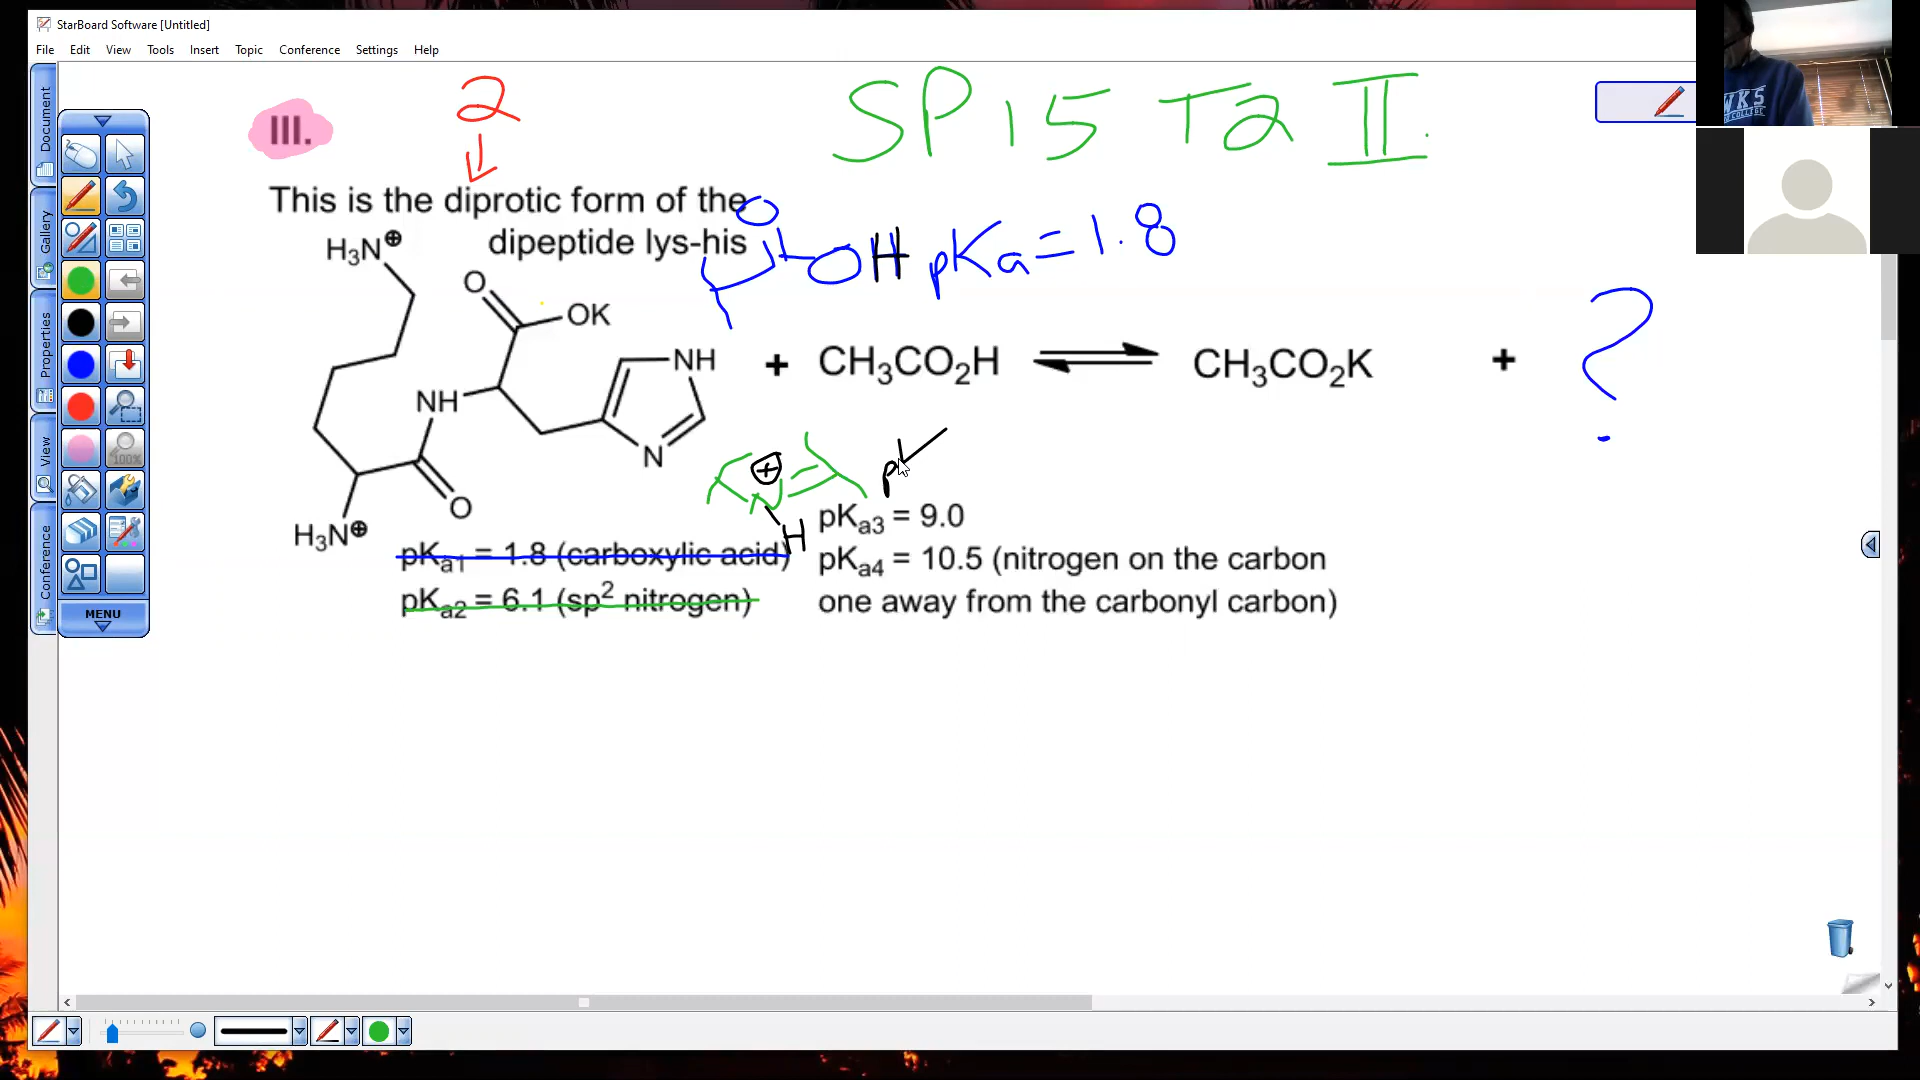 StarBoard Software [Untitled]
File Edit View Tools Insert Topic Conference Settings Help
Document
Gallery
Properties
View
Conference
100%
MENU
III.
2
SP15 T2 II.
This is the diprotic form of the
dipeptide lys-his
O
OH pKa = 1.8
H₃N⊕
O
OK
NH
+ CH₃CO₂H ⇌ CH₃CO₂K + ?
NH
N
O
⊕
N
H
pK
H₃N⊕
pKa1 = 1.8 (carboxylic acid)
pKa2 = 6.1 (sp² nitrogen)
pKa3 = 9.0
pKa4 = 10.5 (nitrogen on the carbon
one away from the carbonyl carbon)